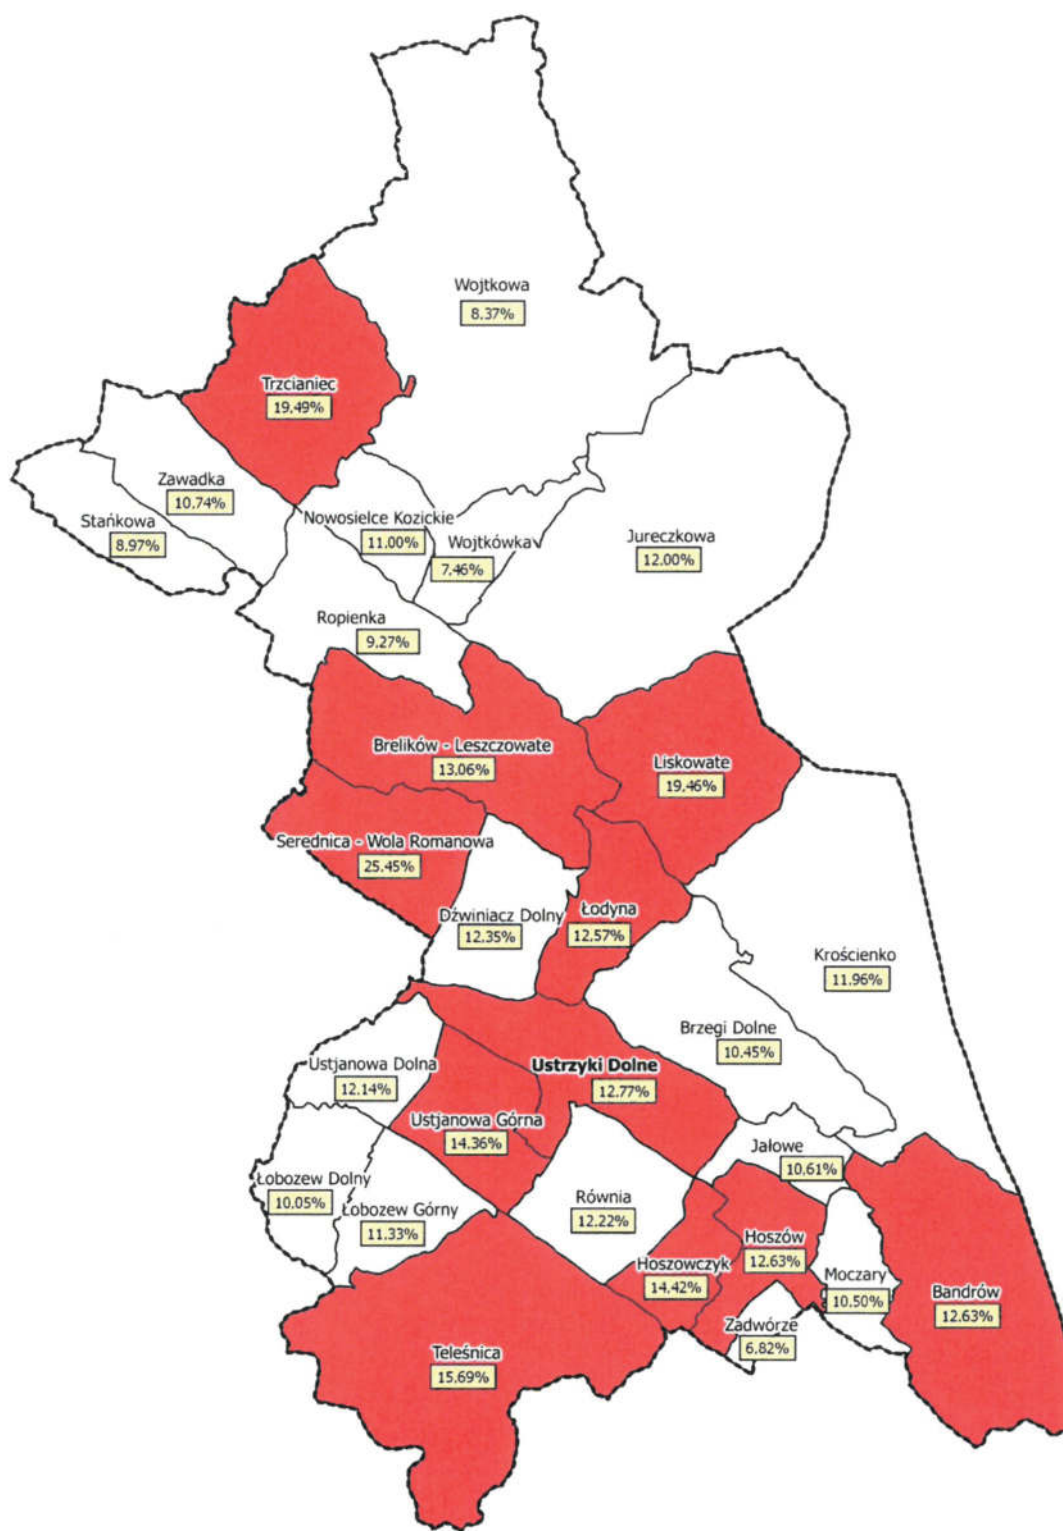 Wojtkowa
8.37%
Trzcianiec
19.49%
Zawadka
10.74%
Stańkowa
8.97%
Nowosielce Kozickie
11.00%
Wojtkówka
7.46%
Jureczkowa
12.00%
Ropienka
9.27%
Brelików - Leszczowate
13.06%
Liskowate
19.46%
Serednica - Wola Romanowa
25.45%
Dźwiniacz Dolny
12.35%
Łodyna
12.57%
Krościenko
11.96%
Brzegi Dolne
10.45%
Ustjanowa Dolna
12.14%
Ustrzyki Dolne
12.77%
Ustjanowa Górna
14.36%
Jałowe
10.61%
Łobozew Dolny
10.05%
Łobozew Górny
11.33%
Równia
12.22%
Hoszów
12.63%
Hoszowczyk
14.42%
Moczary
10.50%
Bandrów
12.63%
Zadwórze
6.82%
Teleśnica
15.69%